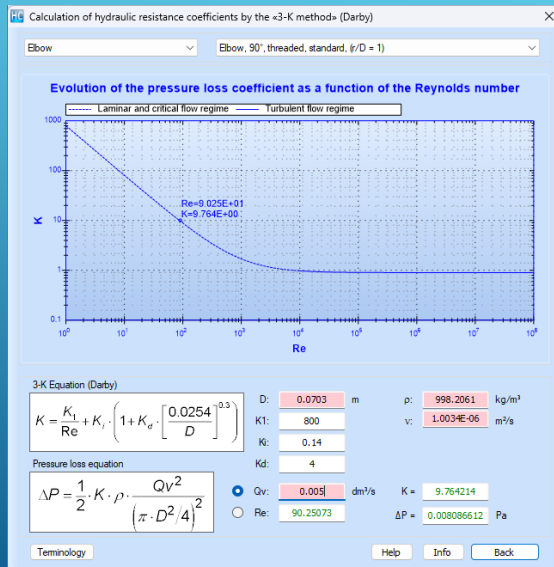 HC Calculation of hydraulic resistance coefficients by the «3-K method» (Darby)
Elbow
Elbow, 90°, threaded, standard, (r/D = 1)
Evolution of the pressure loss coefficient as a function of the Reynolds number
Laminar and critical flow regime Turbulent flow regime
1000
100
10
1
0.1
K
Re=9.025E+01
K=9.764E+00
10⁰ 10¹ 10² 10³ 10⁴ 10⁵ 10⁶ 10⁷ 10⁸
Re
3-K Equation (Darby)
K = K₁/Re + Kᵢ · (1 + K_d · [0.0254/D]^0.3)
Pressure loss equation
ΔP = 1/2 · K · ρ · Qv²/(π · D²/4)²
D: 0.0703 m
K1: 800
Ki: 0.14
Kd: 4
ρ: 998.2061 kg/m³
ν: 1.0034E-06 m²/s
Qv: 0.005 dm³/s
Re: 90.25073
K = 9.764214
ΔP = 0.008086612 Pa
Terminology
Help
Info
Back